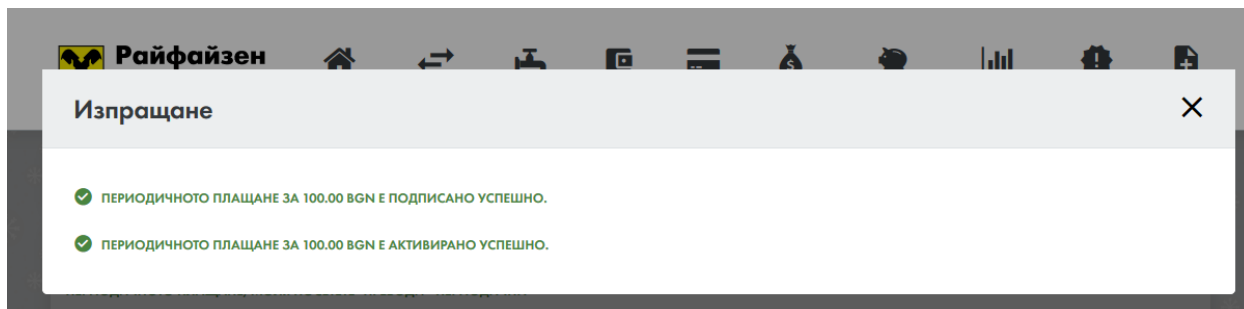 Райфайзен
Изпращане
ПЕРИОДИЧНОТО ПЛАЩАНЕ ЗА 100.00 BGN Е ПОДПИСАНО УСПЕШНО.
ПЕРИОДИЧНОТО ПЛАЩАНЕ ЗА 100.00 BGN Е АКТИВИРАНО УСПЕШНО.